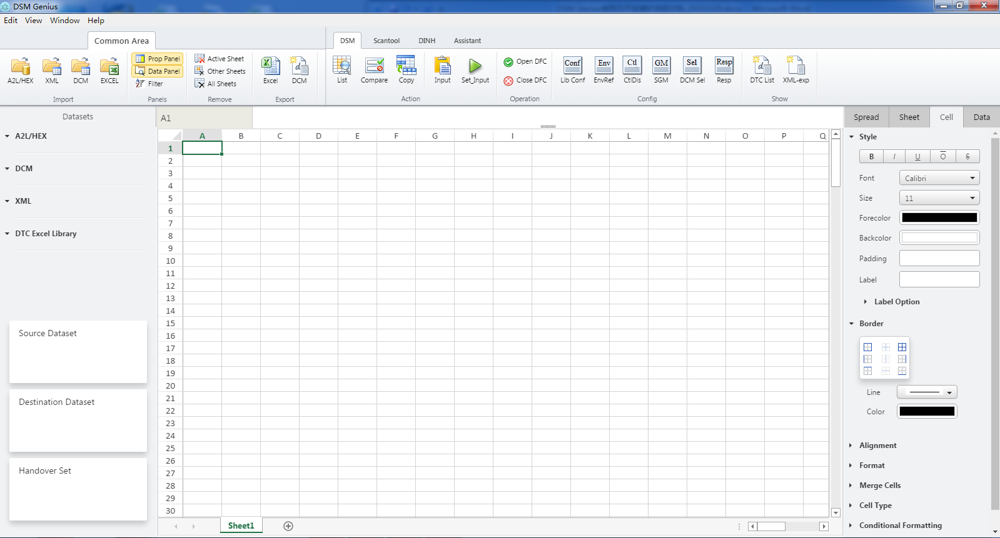 DSM Genius
Edit View Window Help
Common Area
DSM Scantool DINH Assistant
A2L/HEX XML DCM EXCEL
Import
Prop Panel
Data Panel
Filter
Panels
Active Sheet
Other Sheets
All Sheets
Remove
Excel DCM
Export
List Compare Copy Input Set_Input
Action
Open DFC
Close DFC
Operation
Conf Env Ctl GM Sel Resp
Lib Conf EnvRef CtlDis SGM DCM Sel Resp
Config
DTC List XML-exp
Show
Datasets
A2L/HEX
DCM
XML
DTC Excel Library
Source Dataset
Destination Dataset
Handover Set
A1
A B C D E F G H I J K L M N O P Q
1
2
3
4
5
6
7
8
9
10
11
12
13
14
15
16
17
18
19
20
21
22
23
24
25
26
27
28
29
30
Sheet1
Spread Sheet Cell Data
Style
B I U O S
Font Calibri
Size 11
Forecolor
Backcolor
Padding
Label
Label Option
Border
Line
Color
Alignment
Format
Merge Cells
Cell Type
Conditional Formatting